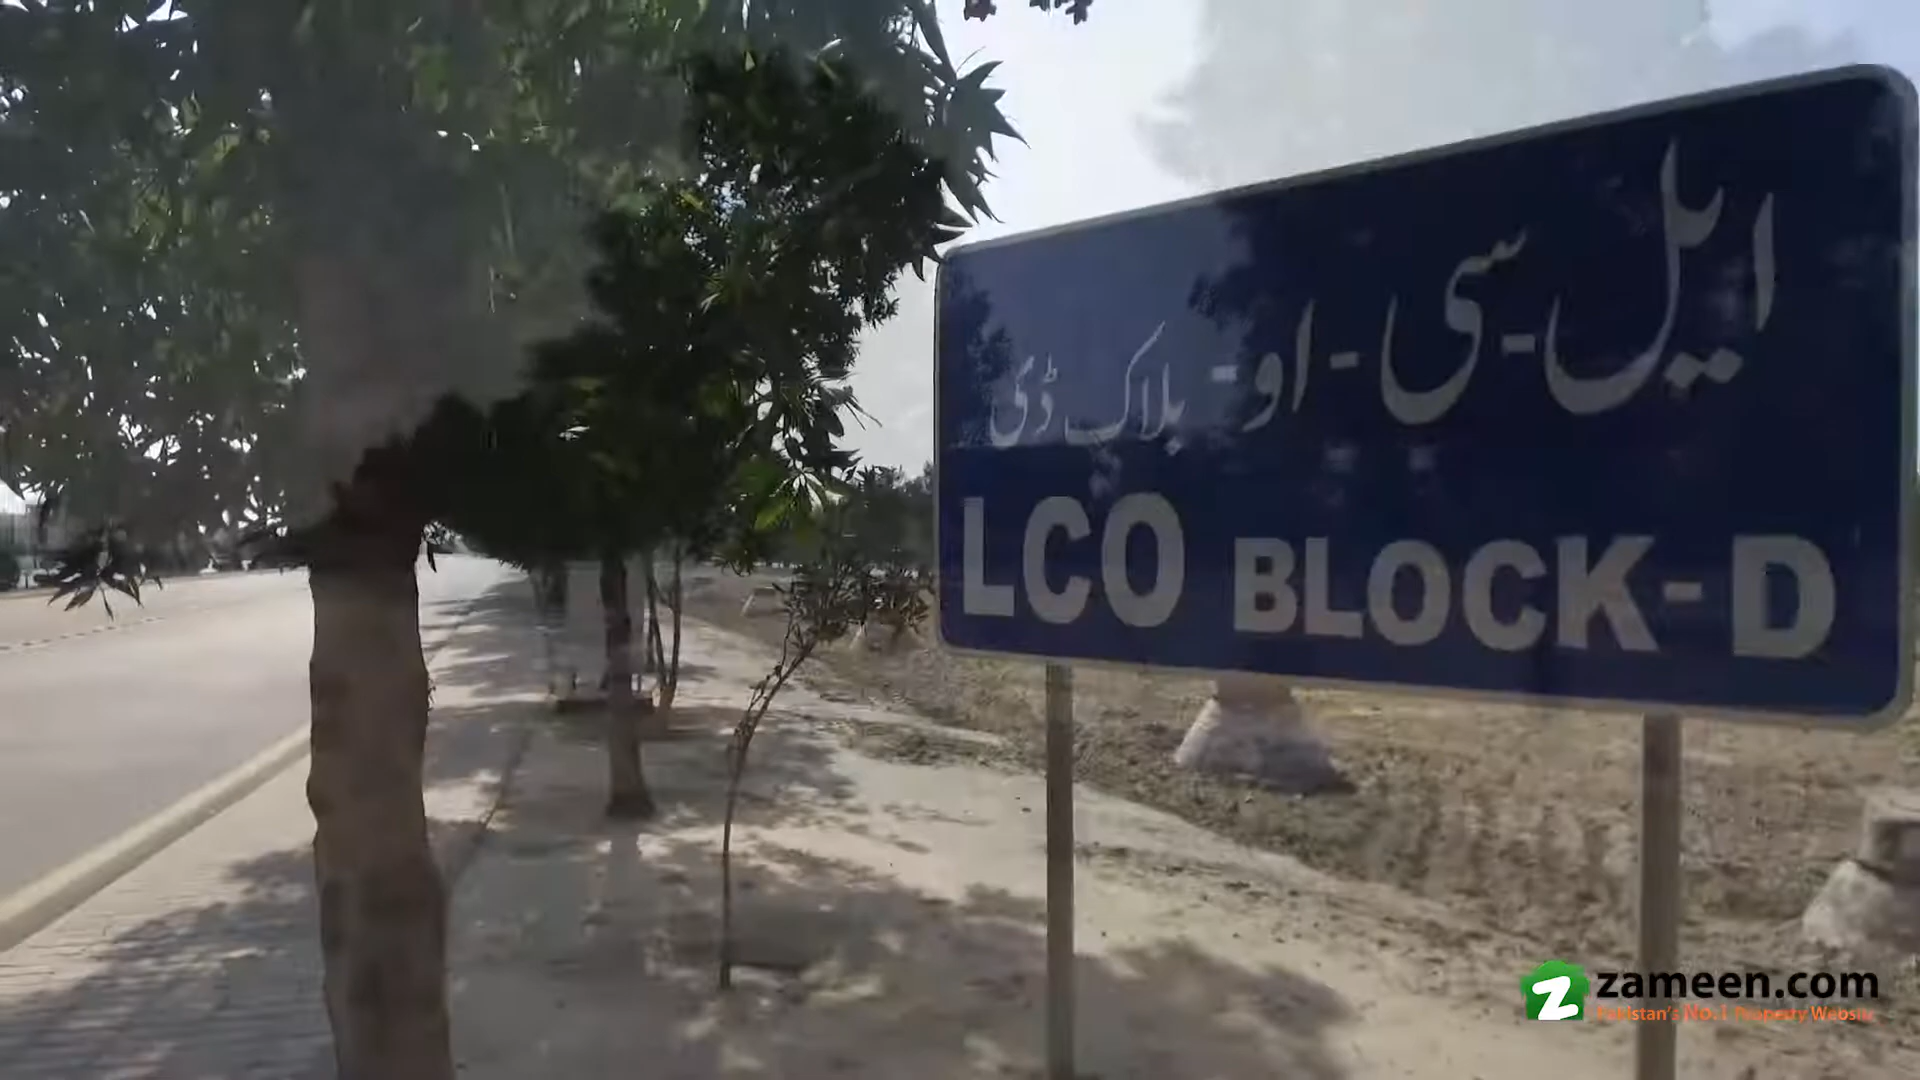 ایل-سی-او- بلاک ڈی
LCO BLOCK-D
zameen.com
Pakistan's No.1 Property Website